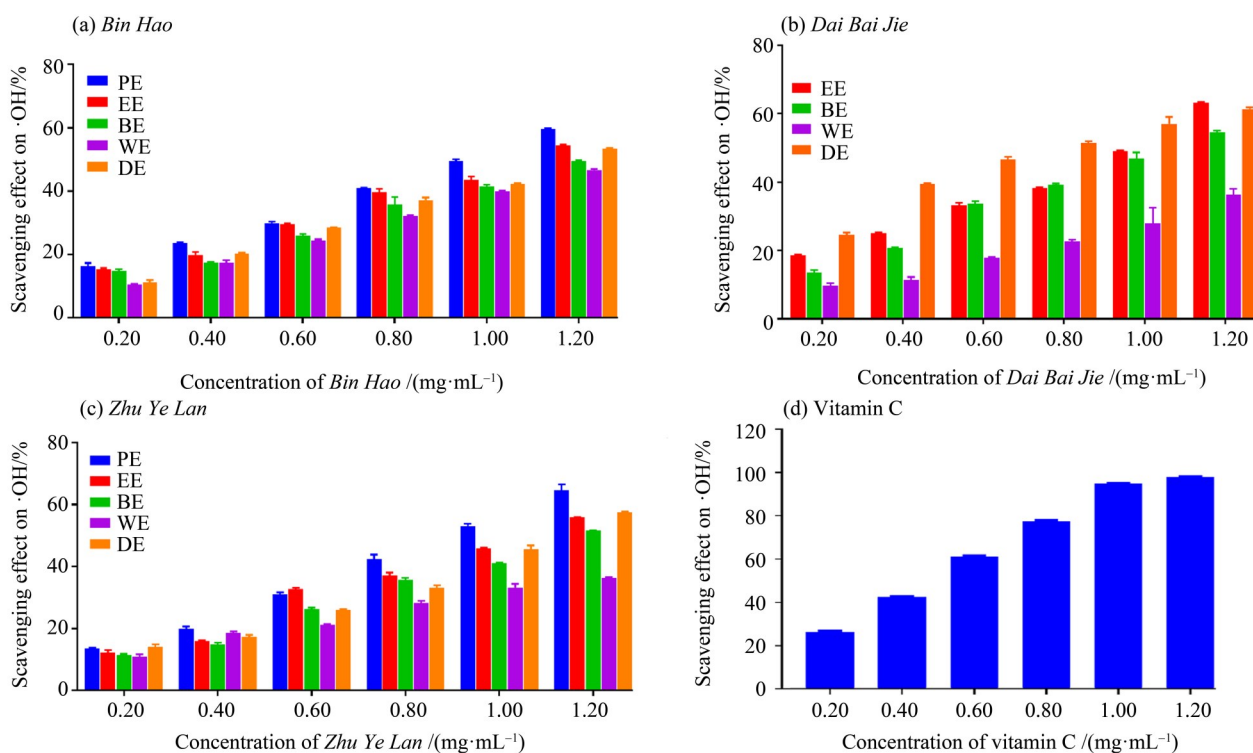 (a) Bin Hao
Scavenging effect on ·OH/%
80
60
40
20
0
PE
EE
BE
WE
DE
0.20 0.40 0.60 0.80 1.00 1.20
Concentration of Bin Hao /(mg·mL⁻¹)
(b) Dai Bai Jie
Scavenging effect on ·OH/%
80
60
40
20
0
EE
BE
WE
DE
0.20 0.40 0.60 0.80 1.00 1.20
Concentration of Dai Bai Jie /(mg·mL⁻¹)
(c) Zhu Ye Lan
Scavenging effect on ·OH/%
80
60
40
20
0
PE
EE
BE
WE
DE
0.20 0.40 0.60 0.80 1.00 1.20
Concentration of Zhu Ye Lan /(mg·mL⁻¹)
(d) Vitamin C
Scavenging effect on ·OH/%
120
100
80
60
40
20
0
0.20 0.40 0.60 0.80 1.00 1.20
Concentration of vitamin C /(mg·mL⁻¹)